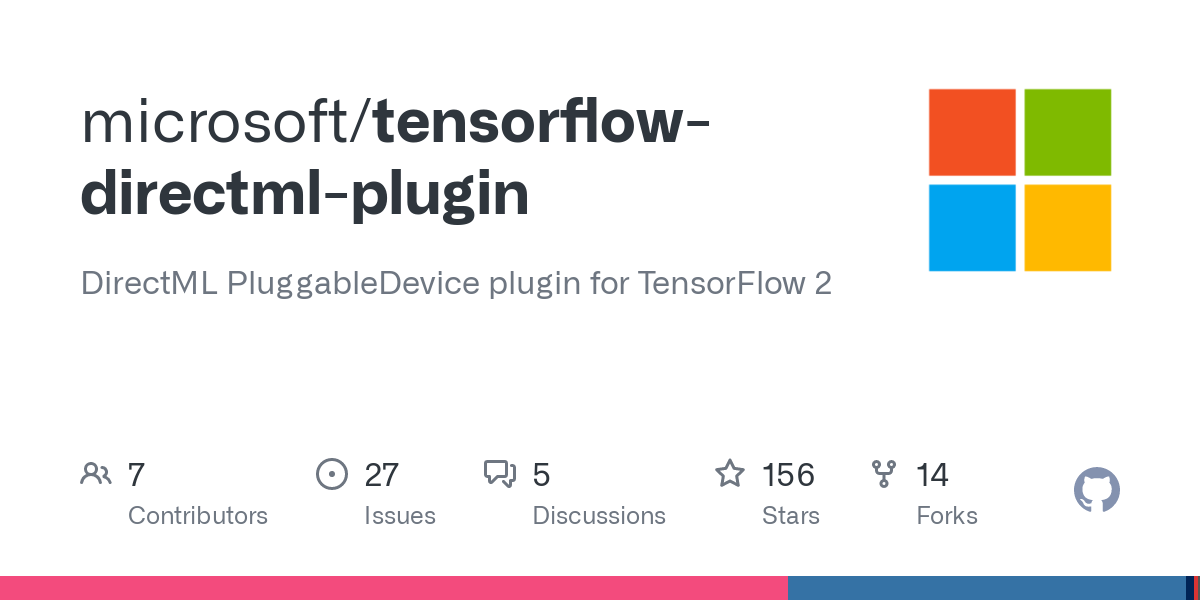 microsoft/tensorflow-
directml-plugin
DirectML PluggableDevice plugin for TensorFlow 2
7 27 5 156 14
Contributors Issues Discussions Stars Forks